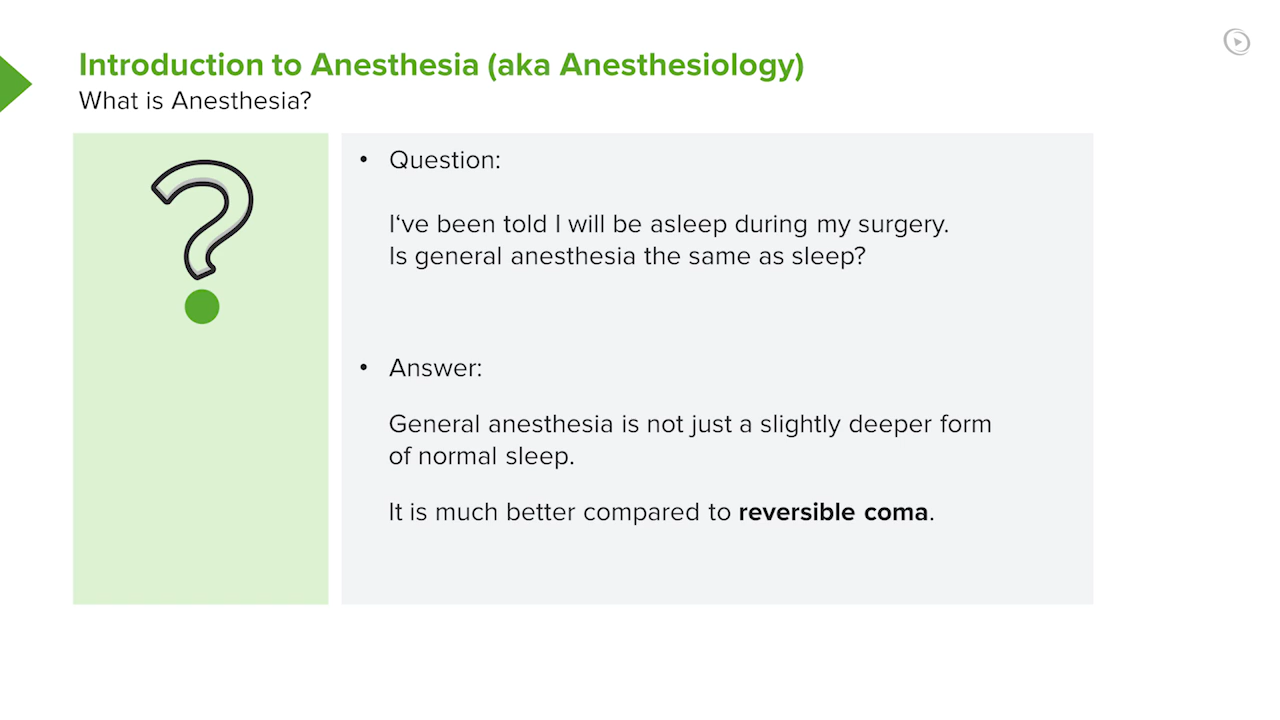 Introduction to Anesthesia (aka Anesthesiology)
What is Anesthesia?
• Question:
I‘ve been told I will be asleep during my surgery.
Is general anesthesia the same as sleep?
• Answer:
General anesthesia is not just a slightly deeper form
of normal sleep.
It is much better compared to reversible coma.